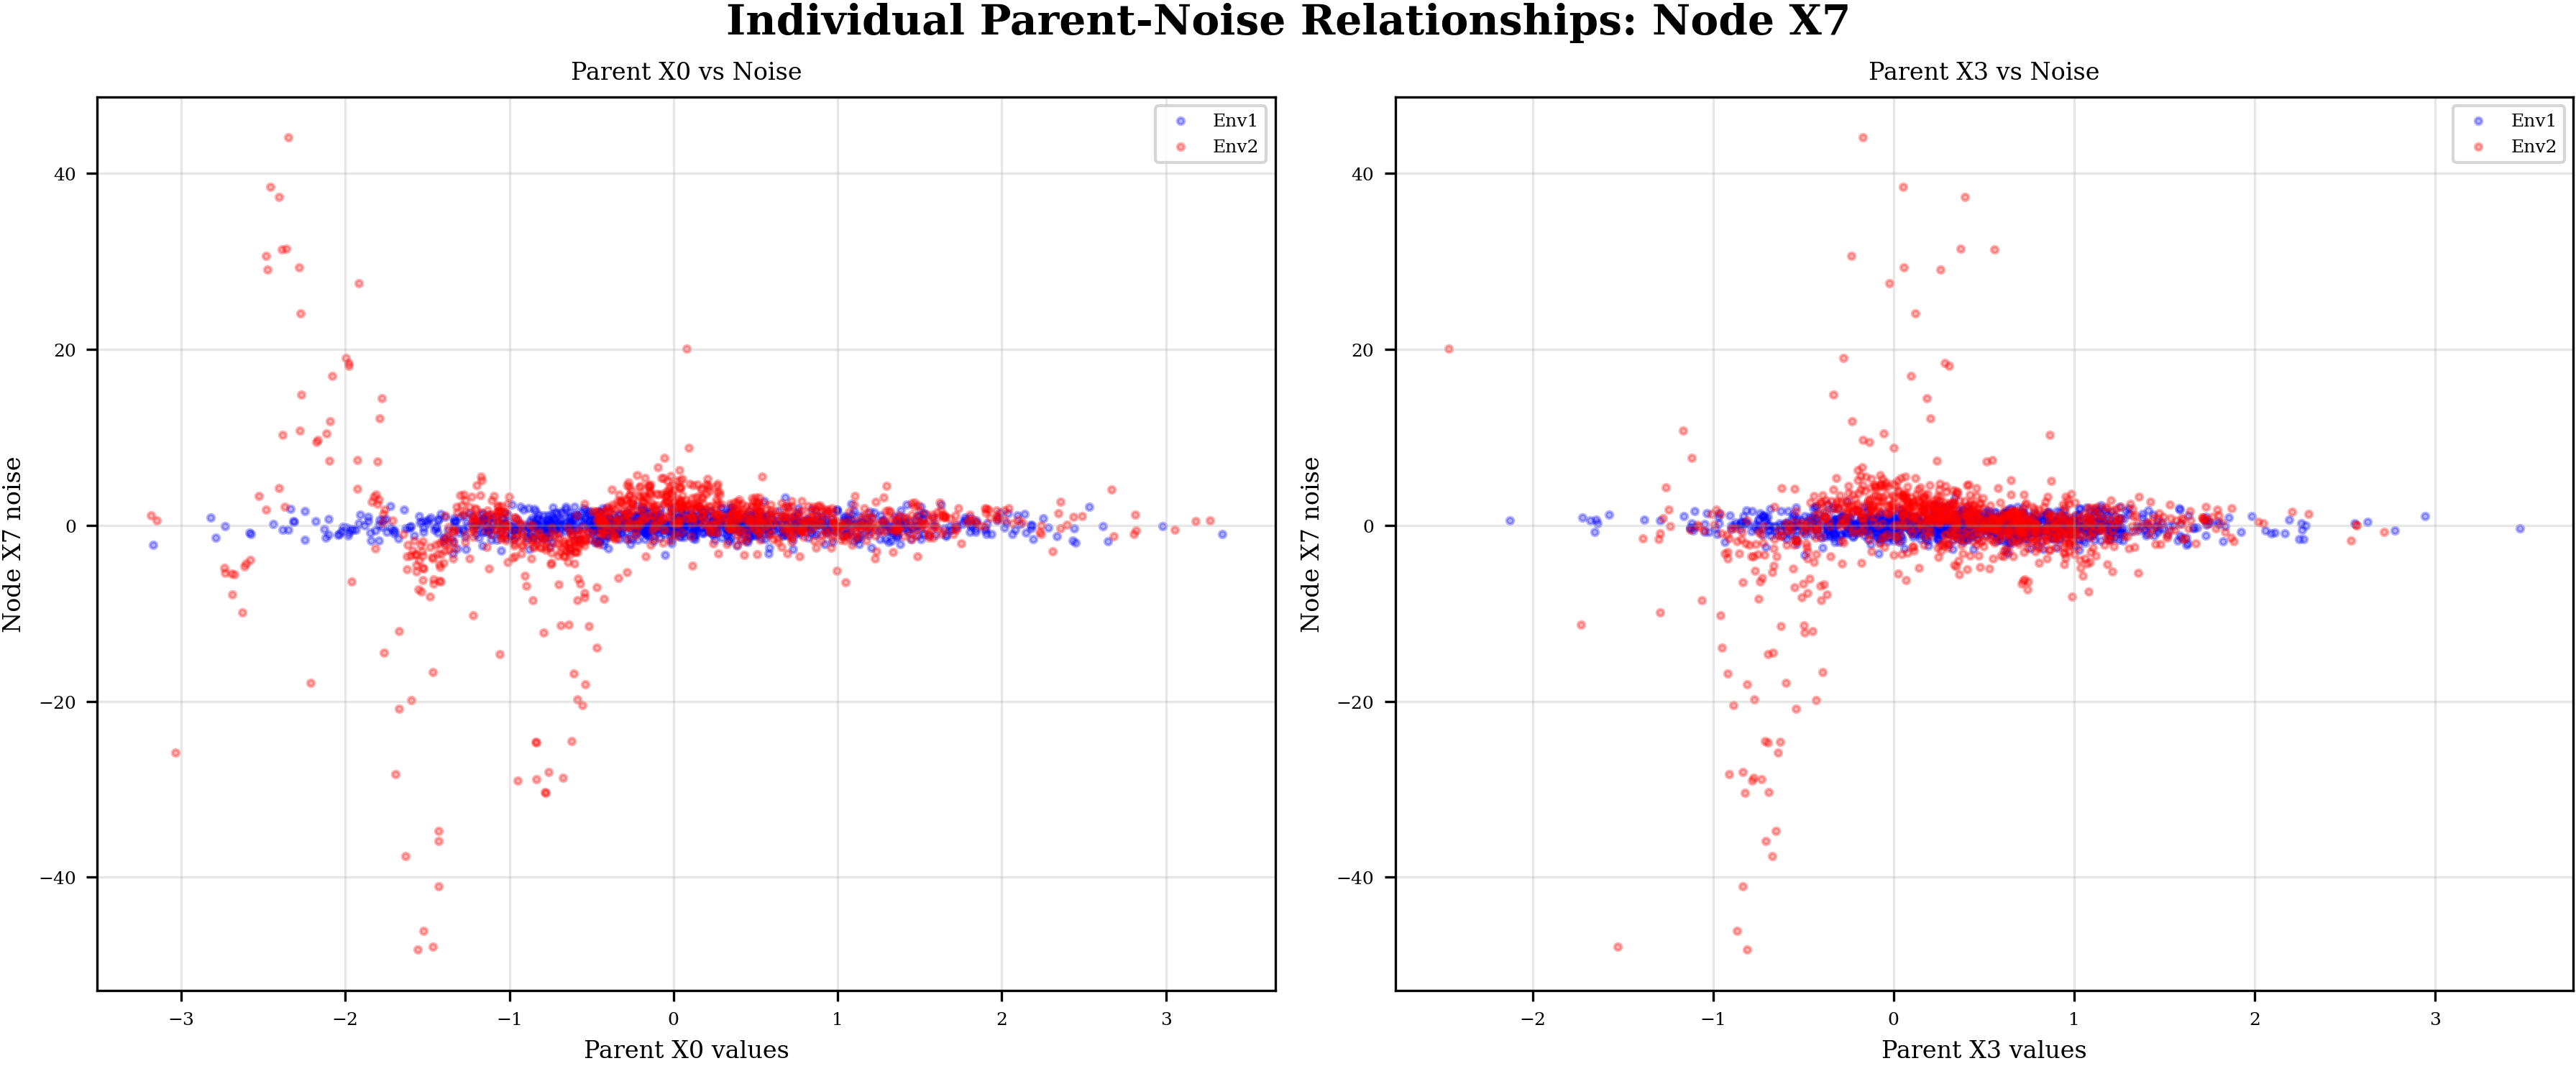 Individual Parent-Noise Relationships: Node X7
Parent X0 vs Noise
Env1
Env2
40
20
0
−20
−40
Node X7 noise
−3
−2
−1
0
1
2
3
Parent X0 values
Parent X3 vs Noise
Env1
Env2
40
20
0
−20
−40
Node X7 noise
−2
−1
0
1
2
3
Parent X3 values